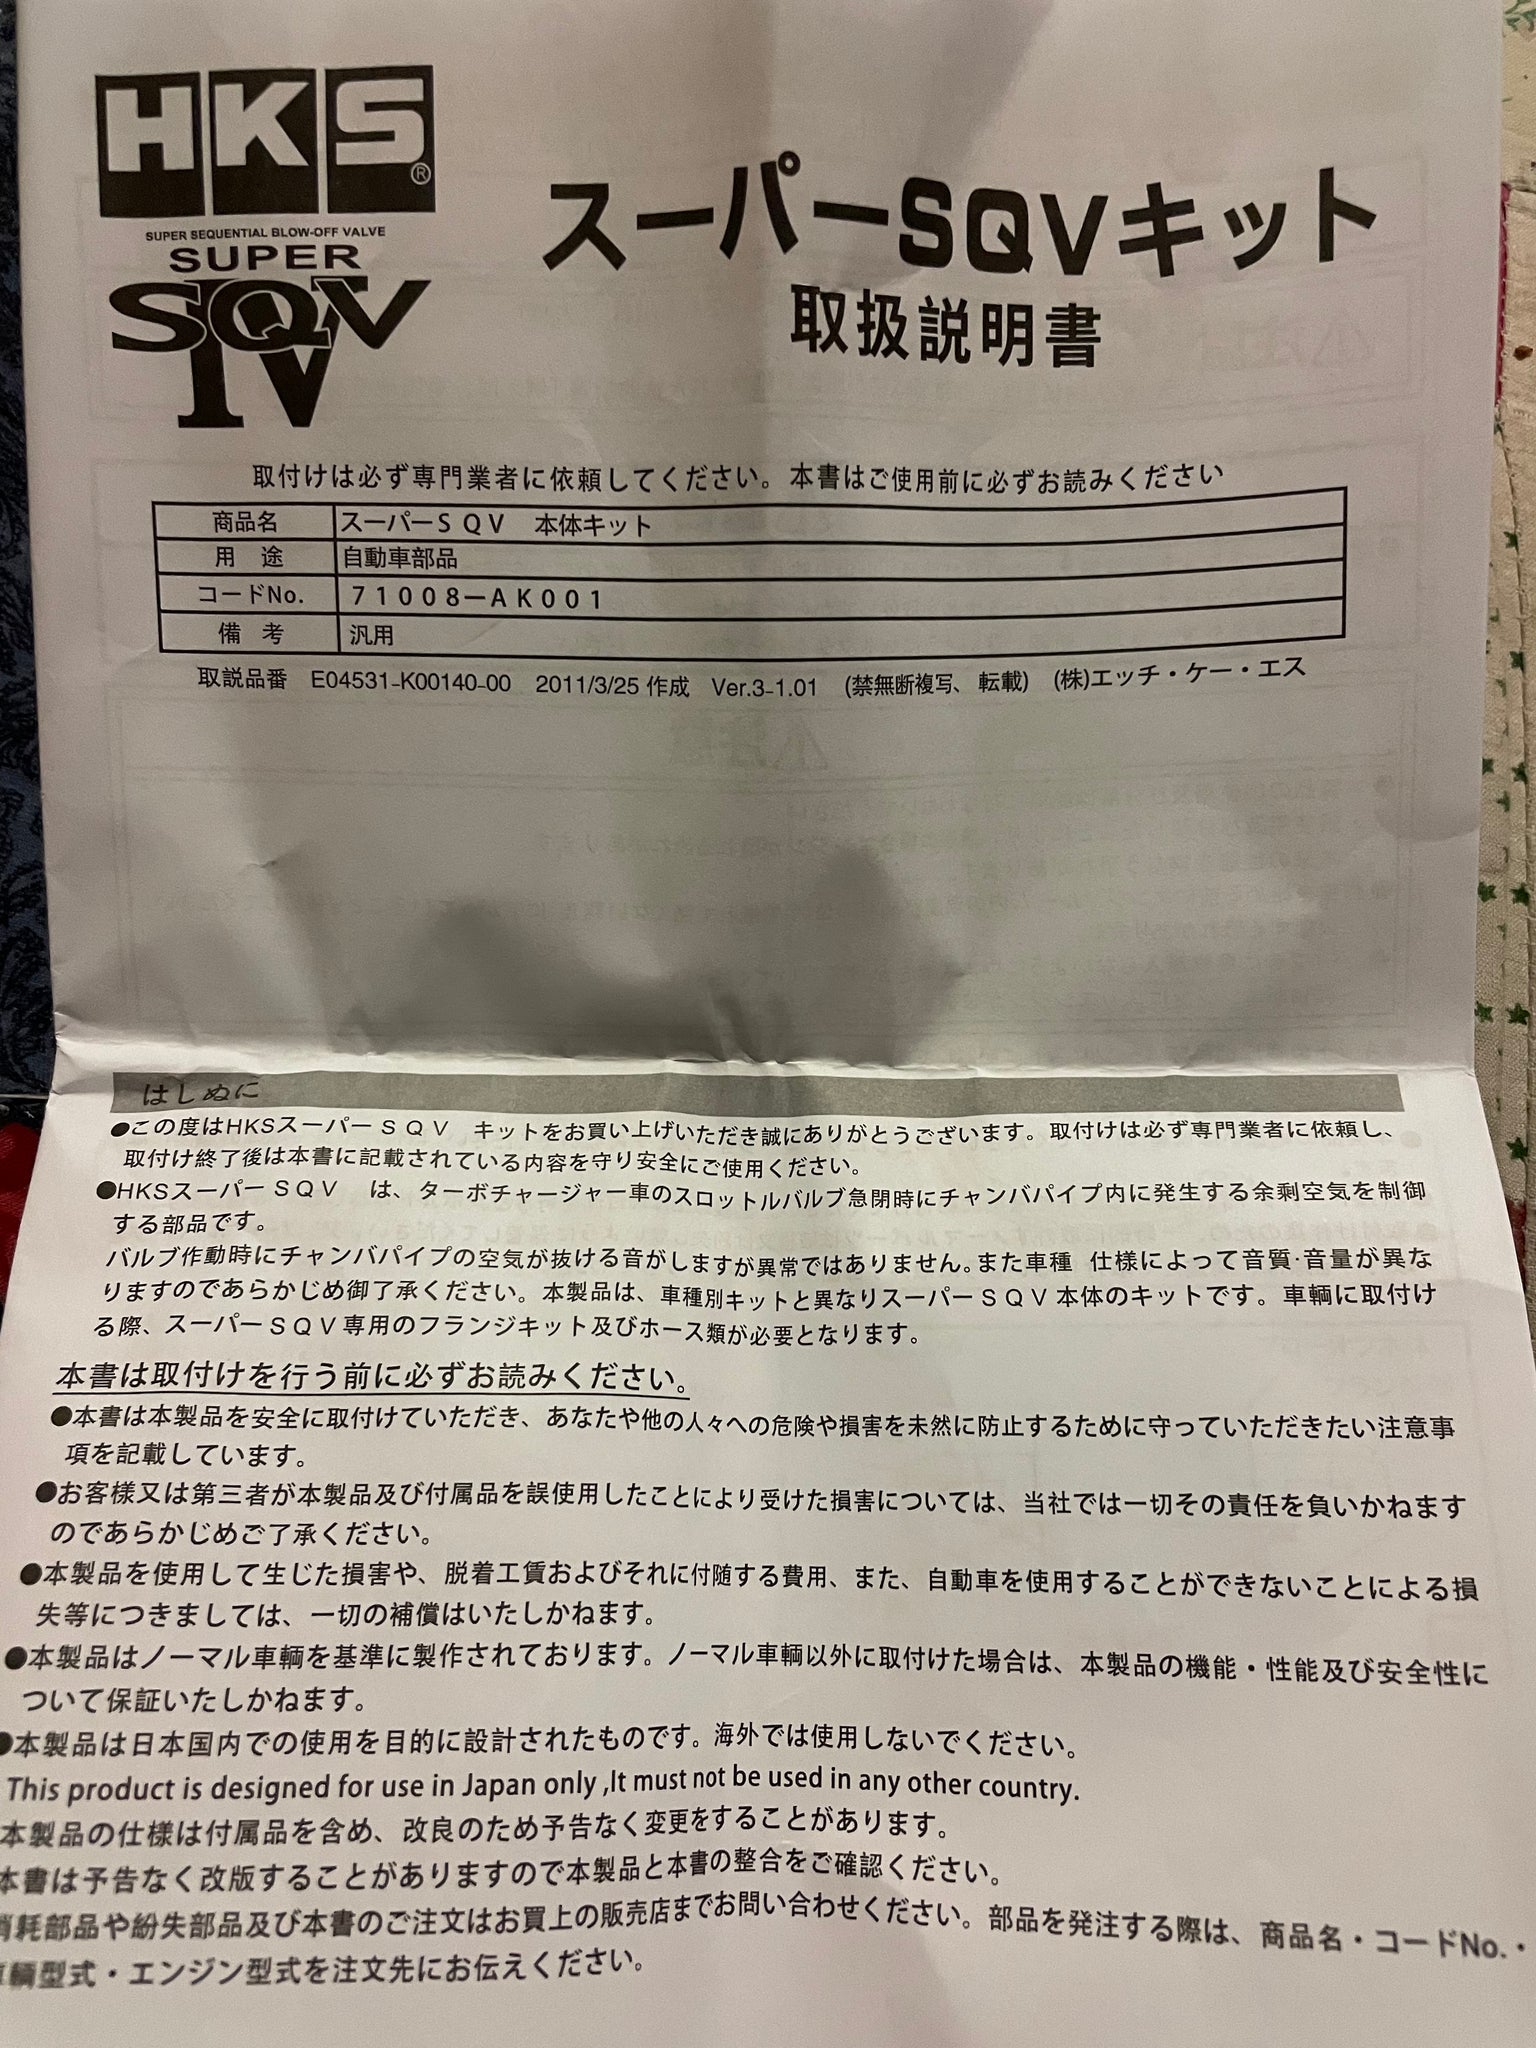 HKS®
SUPER SEQUENTIAL BLOW-OFF VALVE
SUPER
SQV
IV
スーパーSQVキット
取扱説明書
取付けは必ず専門業者に依頼してください。本書はご使用前に必ずお読みください
商品名 スーパーSQV 本体キット
用 途 自動車部品
コードNo. 71008-AK001
備 考 汎用
取説品番 E04531-K00140-00 2011/3/25 作成 Ver.3-1.01 (禁無断複写、転載) (株)エッチ・ケー・エス
はじめに
●この度はHKSスーパーSQV キットをお買い上げいただき誠にありがとうございます。取付けは必ず専門業者に依頼し、
取付け終了後は本書に記載されている内容を守り安全にご使用ください。
●HKSスーパーSQV は、ターボチャージャー車のスロットルバルブ急閉時にチャンバパイプ内に発生する余剰空気を制御
する部品です。
バルブ作動時にチャンバパイプの空気が抜ける音がしますが異常ではありません。また車種 仕様によって音質・音量が異な
りますのであらかじめ御了承ください。本製品は、車種別キットと異なりスーパーSQV本体のキットです。車輌に取付け
る際、スーパーSQV専用のフランジキット及びホース類が必要となります。
本書は取付けを行う前に必ずお読みください。
●本書は本製品を安全に取付けていただき、あなたや他の人々への危険や損害を未然に防止するために守っていただきたい注意事
項を記載しています。
●お客様又は第三者が本製品及び付属品を誤使用したことにより受けた損害については、当社では一切その責任を負いかねます
のであらかじめご了承ください。
●本製品を使用して生じた損害や、脱着工賃およびそれに付随する費用、また、自動車を使用することができないことによる損
失等につきましては、一切の補償はいたしかねます。
●本製品はノーマル車輌を基準に製作されております。ノーマル車輌以外に取付けた場合は、本製品の機能・性能及び安全性に
ついて保証いたしかねます。
●本製品は日本国内での使用を目的に設計されたものです。海外では使用しないでください。
This product is designed for use in Japan only ,It must not be used in any other country.
本製品の仕様は付属品を含め、改良のため予告なく変更をすることがあります。
本書は予告なく改版することがありますので本製品と本書の整合をご確認ください。
消耗部品や紛失部品及び本書のご注文はお買上の販売店までお問い合わせください。部品を発注する際は、商品名・コードNo.・
車輌型式・エンジン型式を注文先にお伝えください。